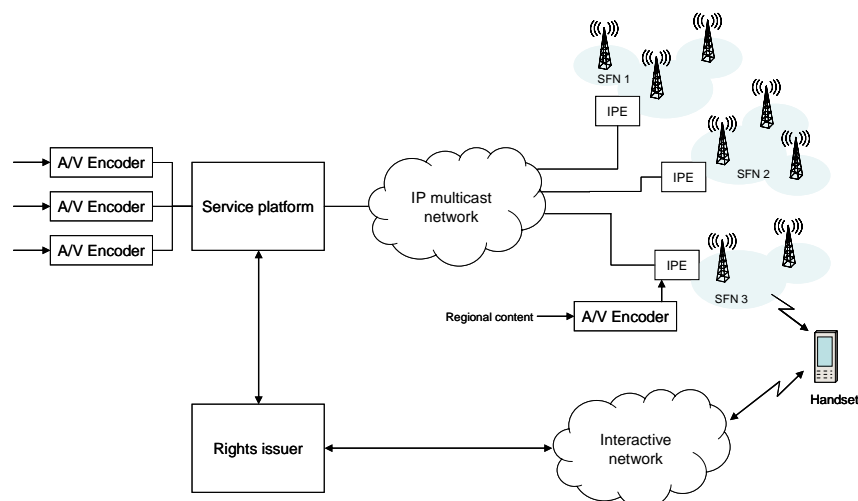 SFN 1
IPE
A/V Encoder
A/V Encoder
A/V Encoder
Service platform
IP multicast
network
IPE
SFN 2
IPE
SFN 3
Regional content
A/V Encoder
Handset
Rights issuer
Interactive
network